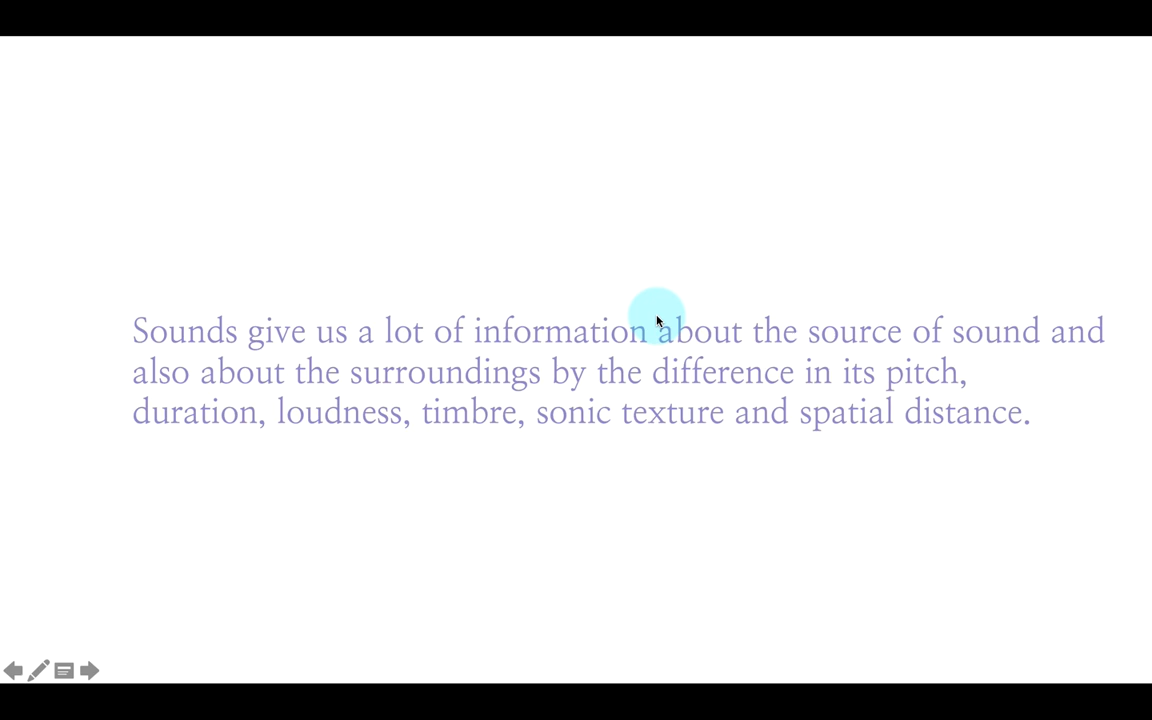 Sounds give us a lot of information about the source of sound and
also about the surroundings by the difference in its pitch,
duration, loudness, timbre, sonic texture and spatial distance.